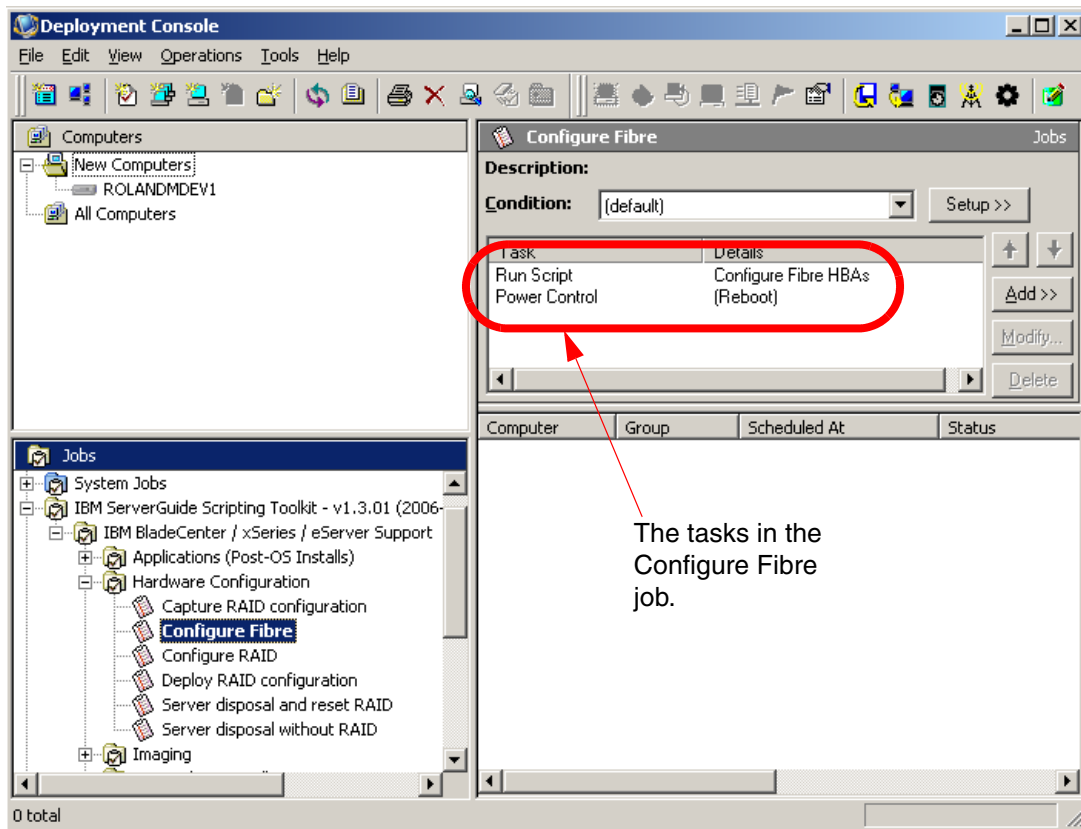 Deployment Console
File Edit View Operations Tools Help
Computers
New Computers
ROLANDMDEV1
All Computers
Configure Fibre Jobs
Description:
Condition: (default) Setup >>
Task Details
Run Script Configure Fibre HBAs
Power Control (Reboot)
Add >>
Modify...
Delete
Computer Group Scheduled At Status
Jobs
System Jobs
IBM ServerGuide Scripting Toolkit - v1.3.01 (2006-
IBM BladeCenter / xSeries / eServer Support
Applications (Post-OS Installs)
Hardware Configuration
Capture RAID configuration
Configure Fibre
Configure RAID
Deploy RAID configuration
Server disposal and reset RAID
Server disposal without RAID
Imaging
The tasks in the
Configure Fibre
job.
0 total